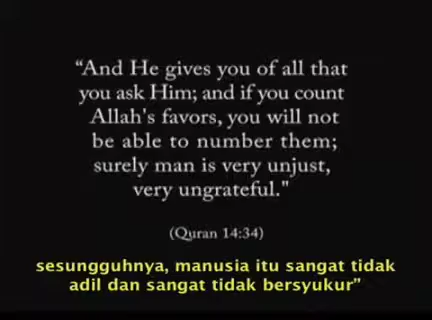 “And He gives you of all that
you ask Him; and if you count
Allah's favors, you will not
be able to number them;
surely man is very unjust,
very ungrateful."
(Quran 14:34)
sesungguhnya, manusia itu sangat tidak
adil dan sangat tidak bersyukur”